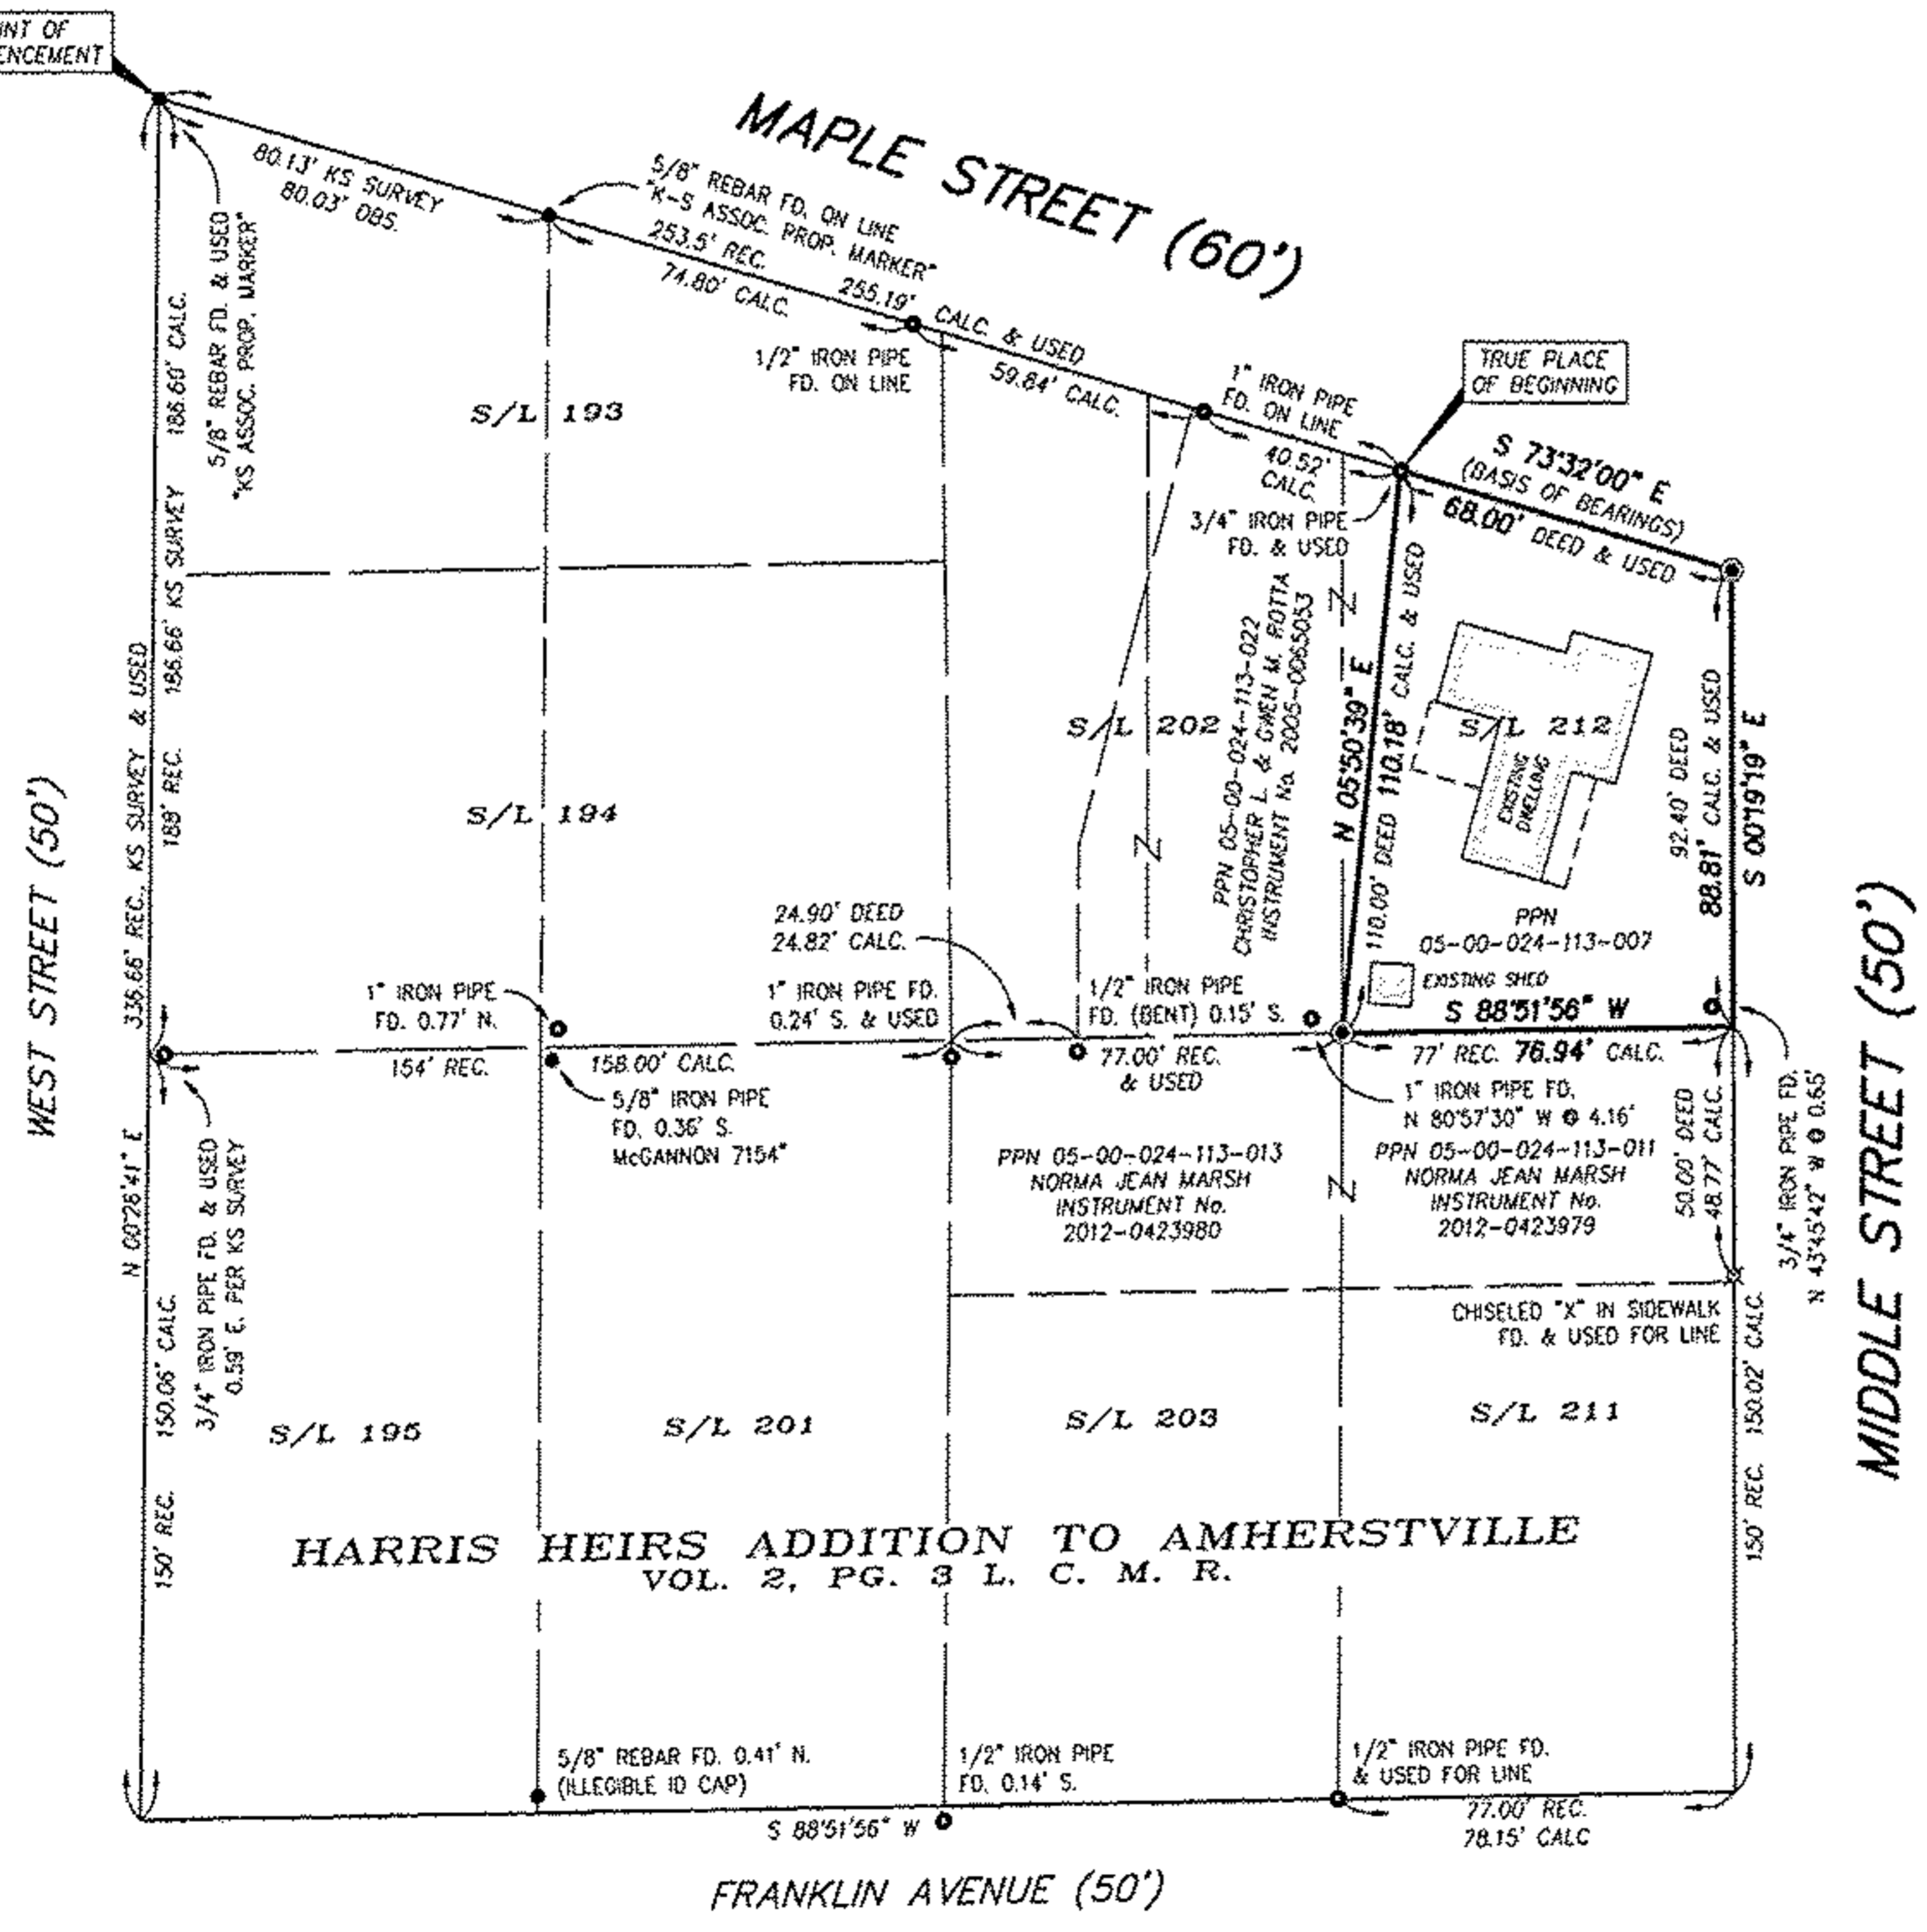 INT OF
ENCEMENT
MAPLE STREET (60')
80.13' KS SURVEY
80.03' OBS.
5/8" REBAR FD. ON LINE
"K-S ASSOC. PROP. MARKER"
253.5' REC.
74.80' CALC.
255.19' CALC. & USED
1/2" IRON PIPE
FD. ON LINE
59.84' CALC.
1" IRON PIPE
FD. ON LINE
40.52'
CALC.
TRUE PLACE
OF BEGINNING
S 73°32'00" E
(BASIS OF BEARINGS)
68.00' DEED & USED
3/4" IRON PIPE
FD. & USED
5/8" REBAR FD. & USED
"KS ASSOC. PROP. MARKER"
186.60' CALC.
186.66' KS SURVEY
188' REC.
336.66' REC., KS SURVEY & USED
N 00°28'41" E
WEST STREET (50')
S/L 193
S/L 194
S/L 202
S/L 212
EXISTING
DWELLING
PPN 05-00-024-113-022
CHRISTOPHER L. & GWEN M. ROTTA
INSTRUMENT No. 2005-0065053
N 05°50'39" E
110.00' DEED 110.18' CALC. & USED
92.40' DEED
88.81' CALC. & USED
S 00°19'19" E
PPN
05-00-024-113-007
EXISTING SHED
S 88°51'56" W
77' REC. 76.94' CALC.
24.90' DEED
24.82' CALC.
1" IRON PIPE
FD. 0.77' N.
1" IRON PIPE FD.
0.24' S. & USED
1/2" IRON PIPE
FD. (BENT) 0.15' S.
154' REC.
158.00' CALC.
77.00' REC.
& USED
5/8" IRON PIPE
FD. 0.36' S.
McGANNON 7154"
1" IRON PIPE FD.
N 80°57'30" W @ 4.16'
PPN 05-00-024-113-013
NORMA JEAN MARSH
INSTRUMENT No.
2012-0423980
PPN 05-00-024-113-011
NORMA JEAN MARSH
INSTRUMENT No.
2012-0423979
50.00' DEED
48.77' CALC.
3/4" IRON PIPE FD.
N 43°45'42" W @ 0.65'
MIDDLE STREET (50')
3/4" IRON PIPE FD. & USED
0.59' E. PER KS SURVEY
150' REC. 150.06' CALC.
CHISELED "X" IN SIDEWALK
FD. & USED FOR LINE
150' REC. 150.02' CALC.
S/L 195
S/L 201
S/L 203
S/L 211
HARRIS HEIRS ADDITION TO AMHERSTVILLE
VOL. 2, PG. 3 L. C. M. R.
5/8" REBAR FD. 0.41' N.
(ILLEGIBLE ID CAP)
1/2" IRON PIPE
FD. 0.14' S.
1/2" IRON PIPE FD.
& USED FOR LINE
S 88°51'56" W
77.00' REC.
78.15' CALC
FRANKLIN AVENUE (50')